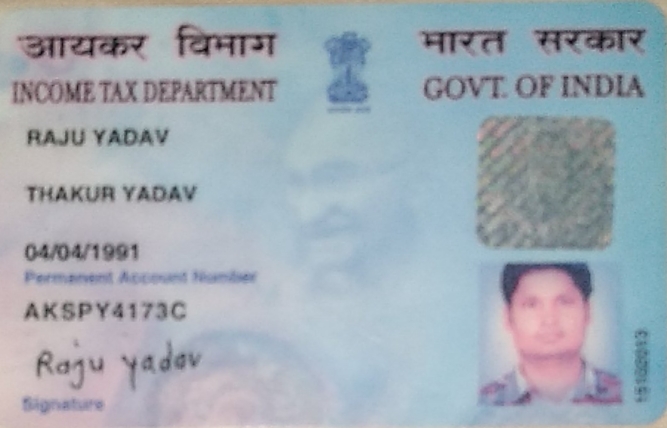 आयकर विभाग
भारत सरकार
INCOME TAX DEPARTMENT
GOVT. OF INDIA
RAJU YADAV
THAKUR YADAV
04/04/1991
Permanent Account Number
AKSPY4173C
Raju yadav
Signature